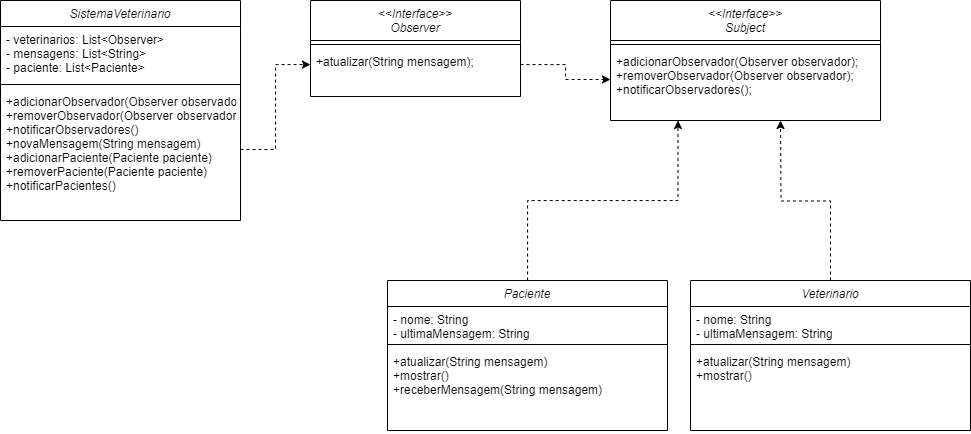 SistemaVeterinario
- veterinarios: List<Observer>
- mensagens: List<String>
- paciente: List<Paciente>
+adicionarObservador(Observer observado
+removerObservador(Observer observador
+notificarObservadores()
+novaMensagem(String mensagem)
+adicionarPaciente(Paciente paciente)
+removerPaciente(Paciente paciente)
+notificarPacientes()
<<Interface>>
Observer
+atualizar(String mensagem);
<<Interface>>
Subject
+adicionarObservador(Observer observador);
+removerObservador(Observer observador);
+notificarObservadores();
Paciente
- nome: String
- ultimaMensagem: String
+atualizar(String mensagem)
+mostrar()
+receberMensagem(String mensagem)
Veterinario
- nome: String
- ultimaMensagem: String
+atualizar(String mensagem)
+mostrar()